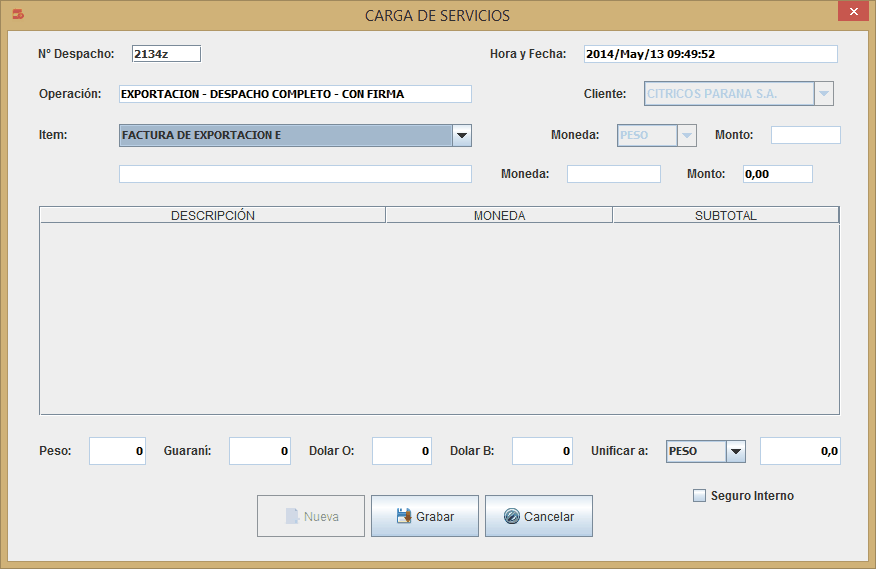 CARGA DE SERVICIOS
N° Despacho: 2134z Hora y Fecha: 2014/May/13 09:49:52
Operación: EXPORTACION - DESPACHO COMPLETO - CON FIRMA Cliente: CITRICOS PARANA S.A.
Item: FACTURA DE EXPORTACION E Moneda: PESO Monto:
Moneda: Monto: 0,00
DESCRIPCIÓN MONEDA SUBTOTAL
Peso: 0 Guaraní: 0 Dolar O: 0 Dolar B: 0 Unificar a: PESO 0,0
Seguro Interno
Nueva Grabar Cancelar